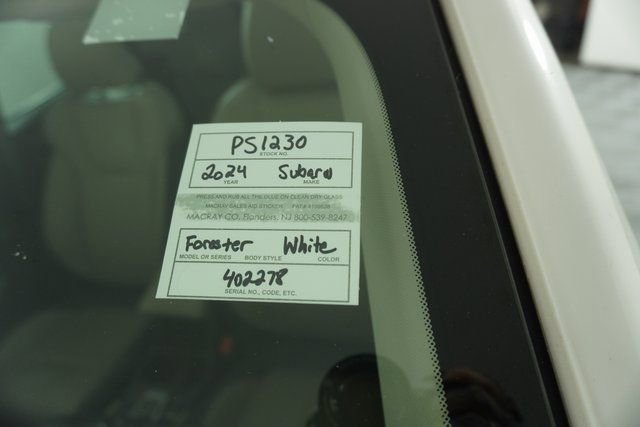 PS1230
STOCK NO.
2024 Subaru
YEAR MAKE
PRESS AND RUB ALL THE GLUE ON CLEAN DRY GLASS
MACRAY SALES AID STICKER
MACRAY CO. Flanders, NJ 800-539-8247
Forester White
MODEL OR SERIES BODY STYLE COLOR
402278
SERIAL NO., CODE, ETC.